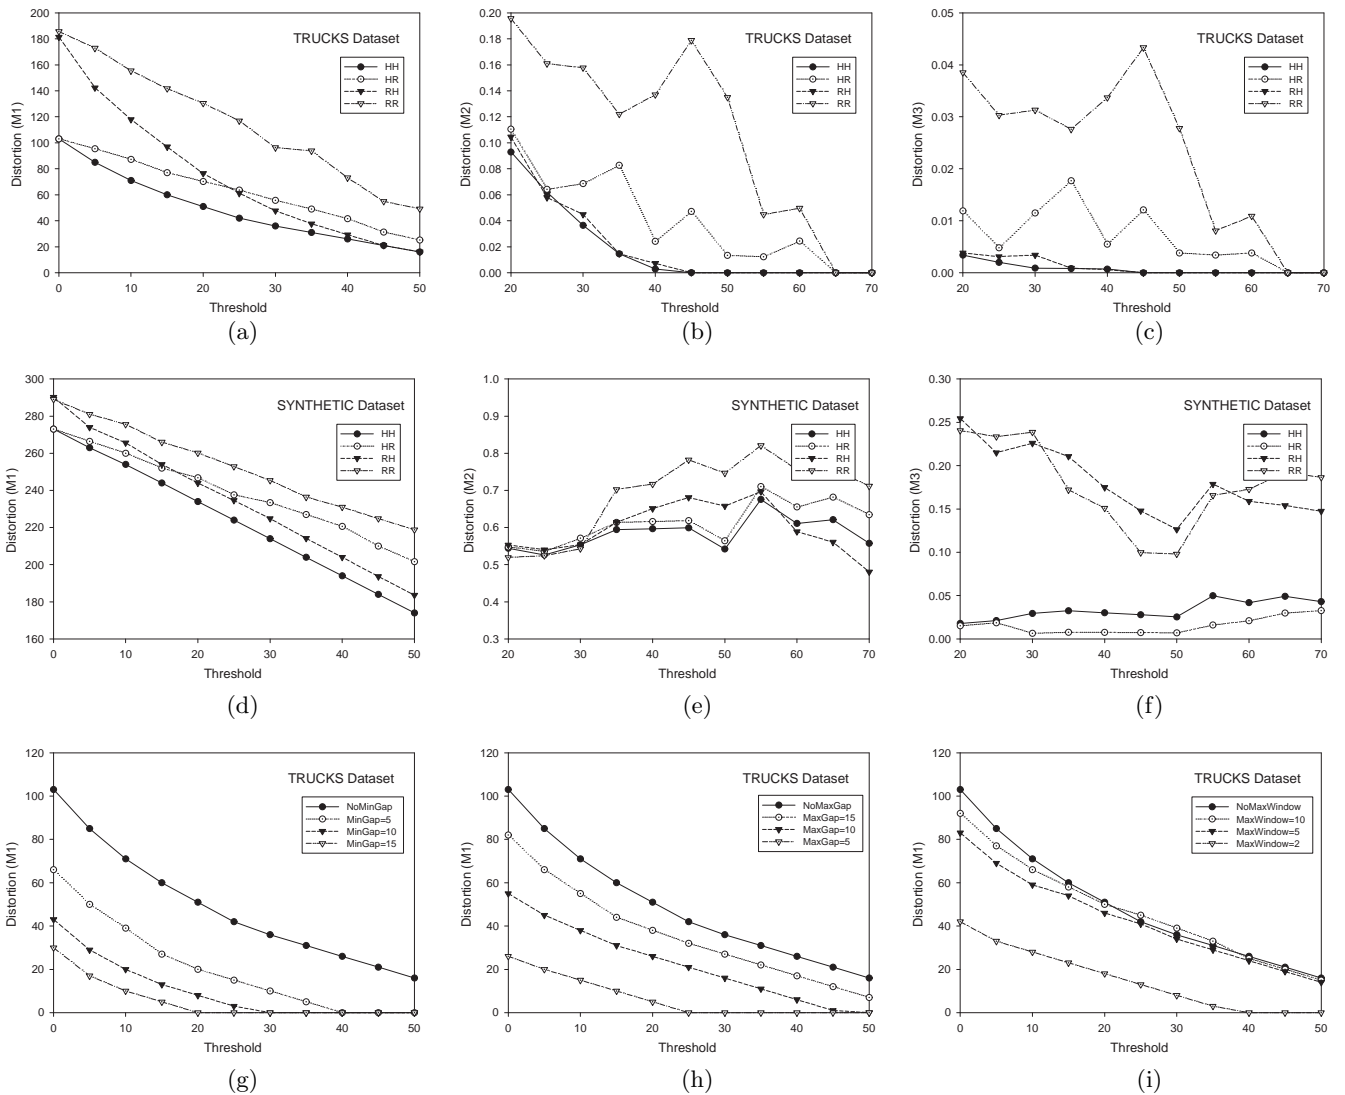 TRUCKS Dataset
HH
HR
RH
RR
Distortion (M1)
200
180
160
140
120
100
80
60
40
20
0
0 10 20 30 40 50
Threshold
(a)
TRUCKS Dataset
HH
HR
RH
RR
Distortion (M2)
0.20
0.18
0.16
0.14
0.12
0.10
0.08
0.06
0.04
0.02
0.00
20 30 40 50 60 70
Threshold
(b)
TRUCKS Dataset
HH
HR
RH
RR
Distortion (M3)
0.05
0.04
0.03
0.02
0.01
0.00
20 30 40 50 60 70
Threshold
(c)
SYNTHETIC Dataset
HH
HR
RH
RR
Distortion (M1)
300
280
260
240
220
200
180
160
0 10 20 30 40 50
Threshold
(d)
SYNTHETIC Dataset
HH
HR
RH
RR
Distortion (M2)
1.0
0.9
0.8
0.7
0.6
0.5
0.4
0.3
20 30 40 50 60 70
Threshold
(e)
SYNTHETIC Dataset
HH
HR
RH
RR
Distortion (M3)
0.30
0.25
0.20
0.15
0.10
0.05
0.00
20 30 40 50 60 70
Threshold
(f)
TRUCKS Dataset
NoMinGap
MinGap=5
MinGap=10
MinGap=15
Distortion (M1)
120
100
80
60
40
20
0
0 10 20 30 40 50
Threshold
(g)
TRUCKS Dataset
NoMaxGap
MaxGap=15
MaxGap=10
MaxGap=5
Distortion (M1)
120
100
80
60
40
20
0
0 10 20 30 40 50
Threshold
(h)
TRUCKS Dataset
NoMaxWindow
MaxWindow=10
MaxWindow=5
MaxWindow=2
Distortion (M1)
120
100
80
60
40
20
0
0 10 20 30 40 50
Threshold
(i)